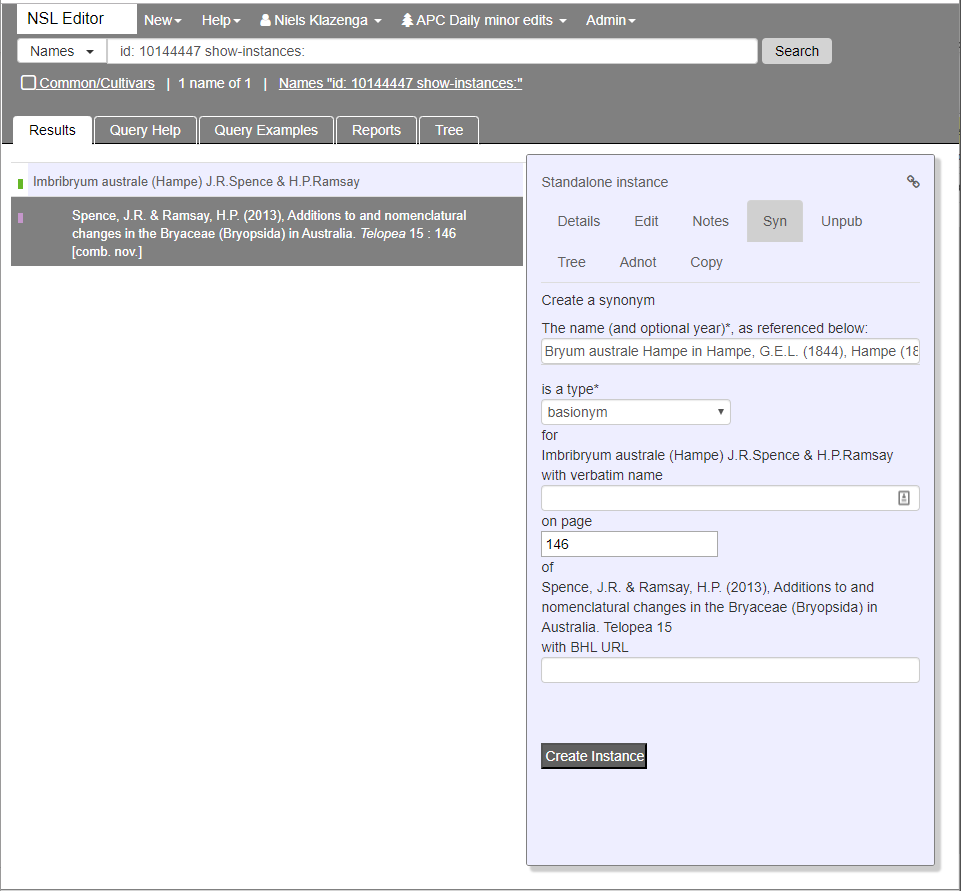 NSL Editor New Help Niels Klazenga APC Daily minor edits Admin
Names id: 10144447 show-instances: Search
Common/Cultivars | 1 name of 1 | Names "id: 10144447 show-instances:"
Results Query Help Query Examples Reports Tree
Imbribryum australe (Hampe) J.R.Spence & H.P.Ramsay
Spence, J.R. & Ramsay, H.P. (2013), Additions to and nomenclatural
changes in the Bryaceae (Bryopsida) in Australia. Telopea 15 : 146
[comb. nov.]
Standalone instance
Details Edit Notes Syn Unpub
Tree Adnot Copy
Create a synonym
The name (and optional year)*, as referenced below:
Bryum australe Hampe in Hampe, G.E.L. (1844), Hampe (18
is a type*
basionym
for
Imbribryum australe (Hampe) J.R.Spence & H.P.Ramsay
with verbatim name
on page
146
of
Spence, J.R. & Ramsay, H.P. (2013), Additions to and
nomenclatural changes in the Bryaceae (Bryopsida) in
Australia. Telopea 15
with BHL URL
Create Instance